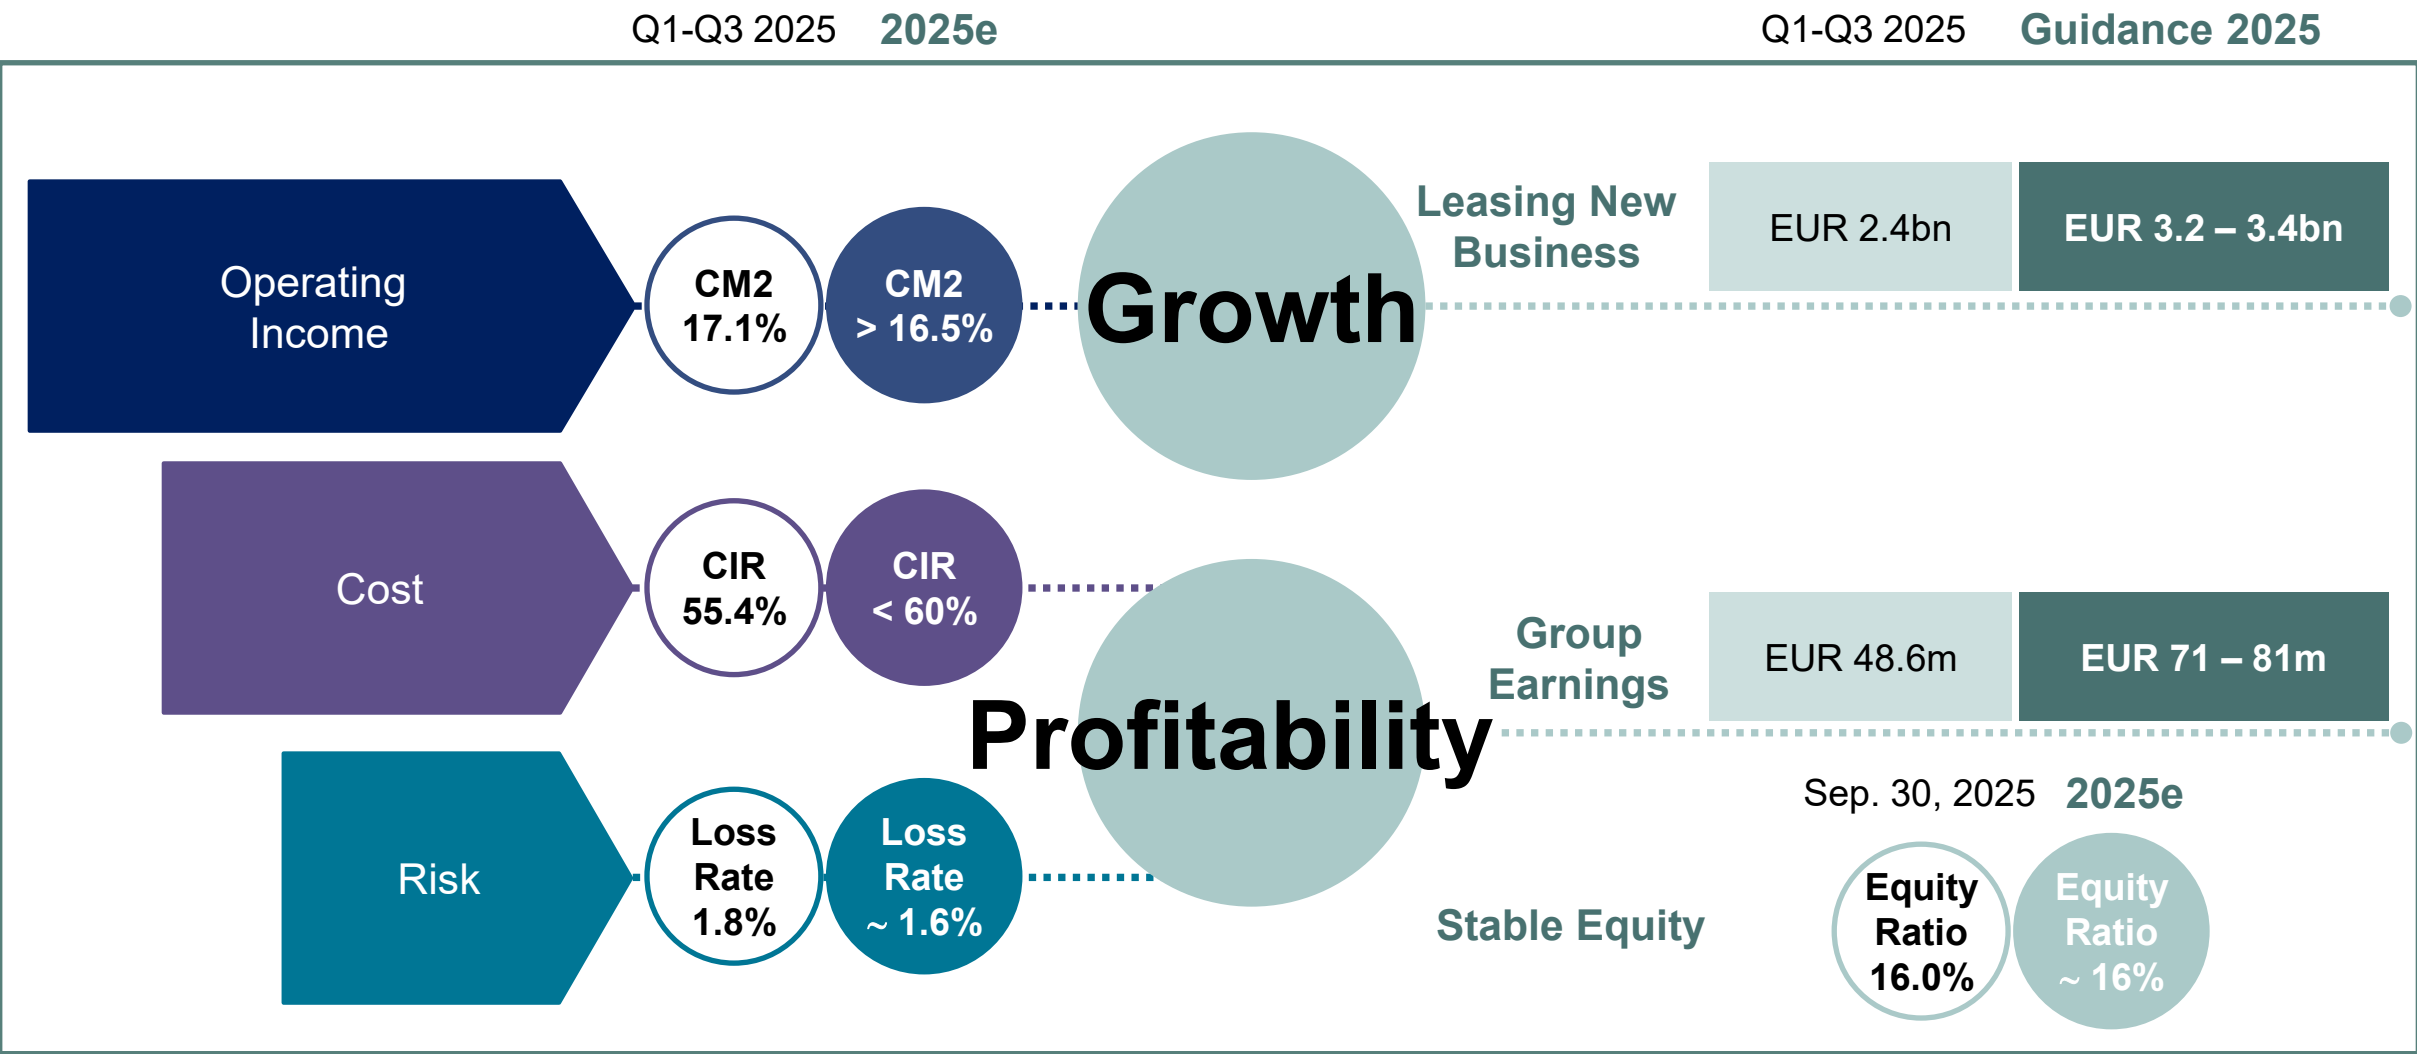 Q1-Q3 2025 2025e
Q1-Q3 2025 Guidance 2025
Operating
Income
CM2
17.1%
CM2
> 16.5%
Growth
Leasing New
Business
EUR 2.4bn
EUR 3.2 – 3.4bn
Cost
CIR
55.4%
CIR
< 60%
Profitability
Group
Earnings
EUR 48.6m
EUR 71 – 81m
Risk
Loss
Rate
1.8%
Loss
Rate
~ 1.6%
Sep. 30, 2025 2025e
Stable Equity
Equity
Ratio
16.0%
Equity
Ratio
~ 16%